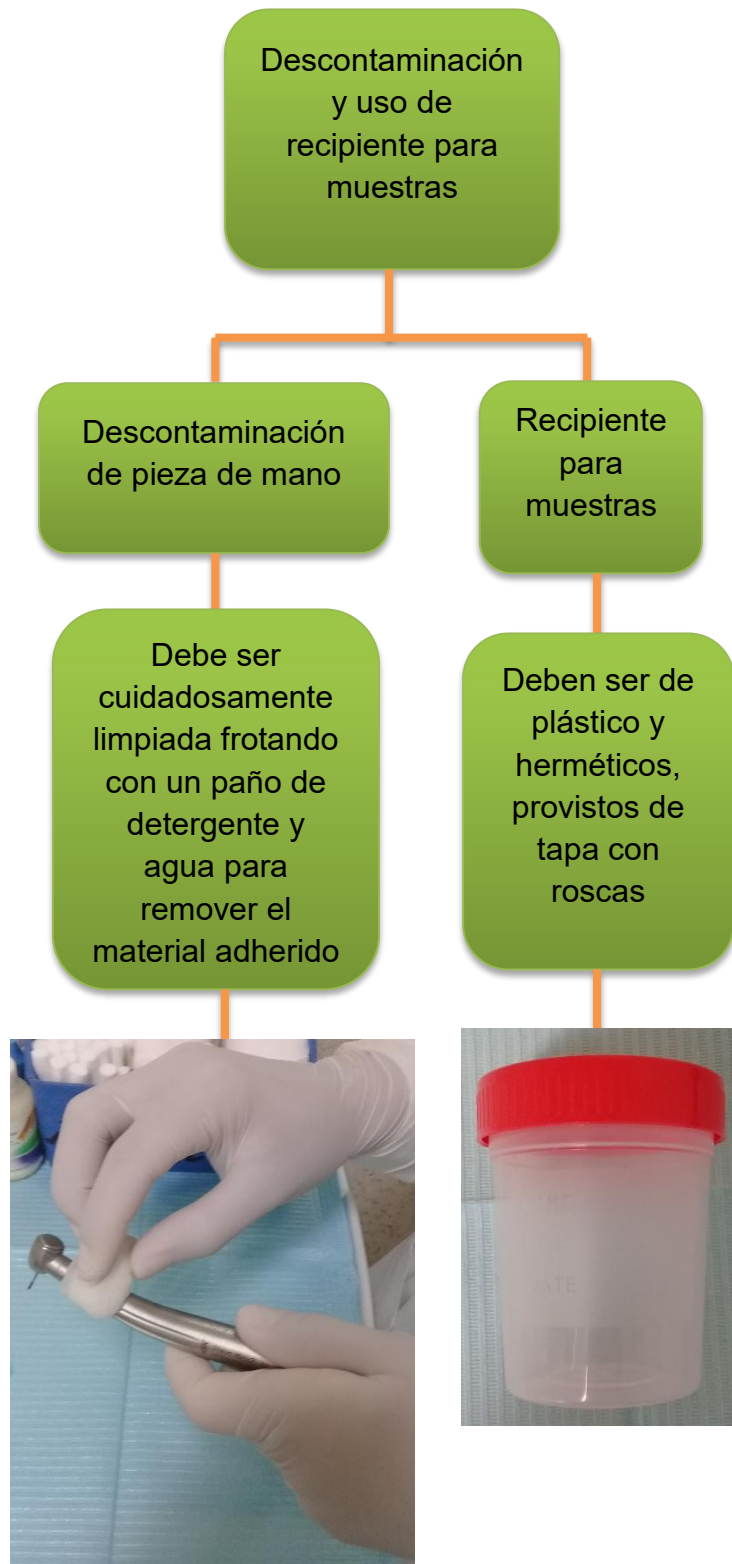 Descontaminación
y uso de
recipiente para
muestras
Descontaminación
de pieza de mano
Recipiente
para
muestras
Debe ser
cuidadosamente
limpiada frotando
con un paño de
detergente y
agua para
remover el
material adherido
Deben ser de
plástico y
herméticos,
provistos de
tapa con
roscas